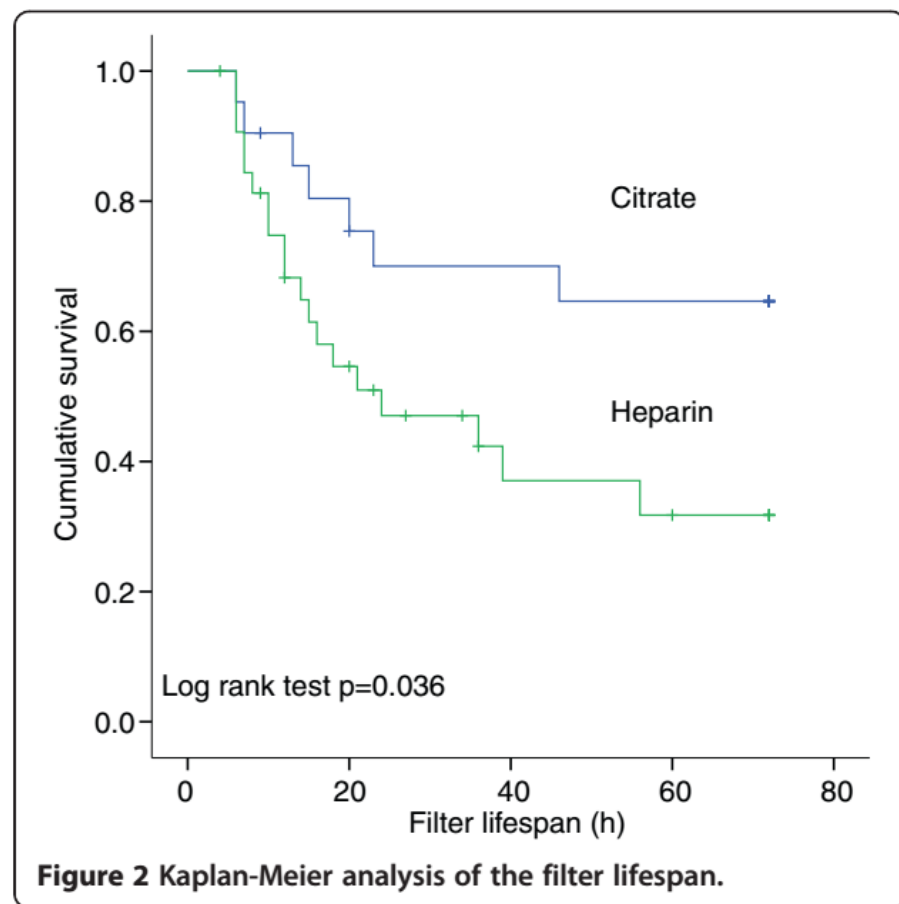 1.0
0.8
0.6
0.4
0.2
0.0
Cumulative survival
Citrate
Heparin
Log rank test p=0.036
0 20 40 60 80
Filter lifespan (h)
Figure 2 Kaplan-Meier analysis of the filter lifespan.